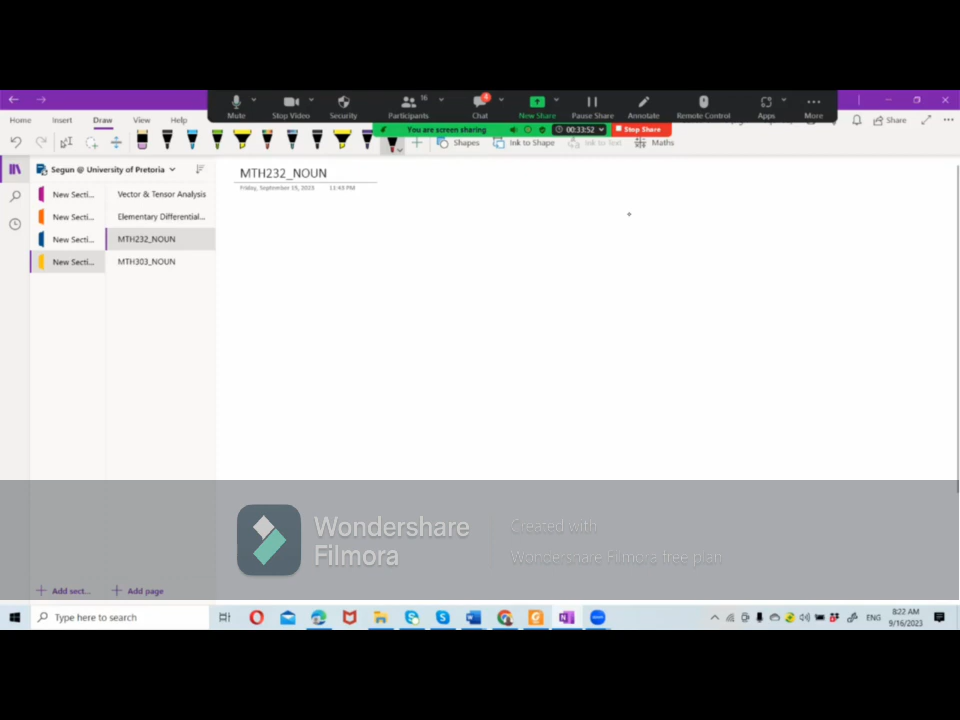 16
4
Mute
Stop Video
Security
Participants
Chat
New Share
Pause Share
Annotate
Remote Control
Apps
More
Home
Insert
Draw
View
Help
You are screen sharing
00:33:52
Stop Share
Share
Shapes
Ink to Shape
Ink to Text
Maths
Segun @ University of Pretoria
MTH232_NOUN
Friday, September 15, 2023
11:43 PM
New Secti...
Vector & Tensor Analysis
New Secti...
Elementary Differential...
New Secti...
MTH232_NOUN
New Secti...
MTH303_NOUN
Wondershare
Filmora
Created with
Wondershare Filmora free plan
Add sect...
Add page
Type here to search
ENG
8:22 AM
9/16/2023